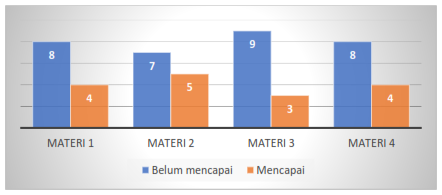 8
4
7
5
9
3
8
4
MATERI 1
MATERI 2
MATERI 3
MATERI 4
Belum mencapai
Mencapai